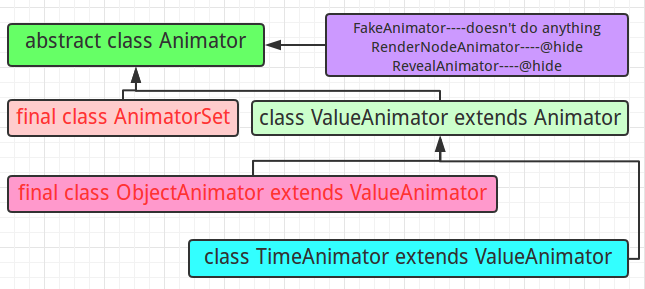 abstract class Animator
FakeAnimator----doesn't do anything
RenderNodeAnimator----@hide
RevealAnimator----@hide
final class AnimatorSet
class ValueAnimator extends Animator
final class ObjectAnimator extends ValueAnimator
class TimeAnimator extends ValueAnimator